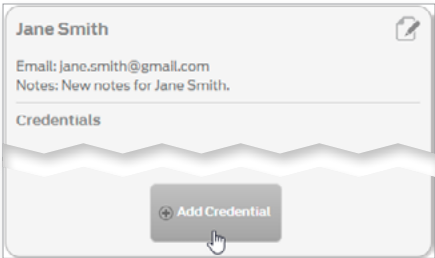 Jane Smith
Email: jane.smith@gmail.com
Notes: New notes for Jane Smith.
Credentials
Add Credential